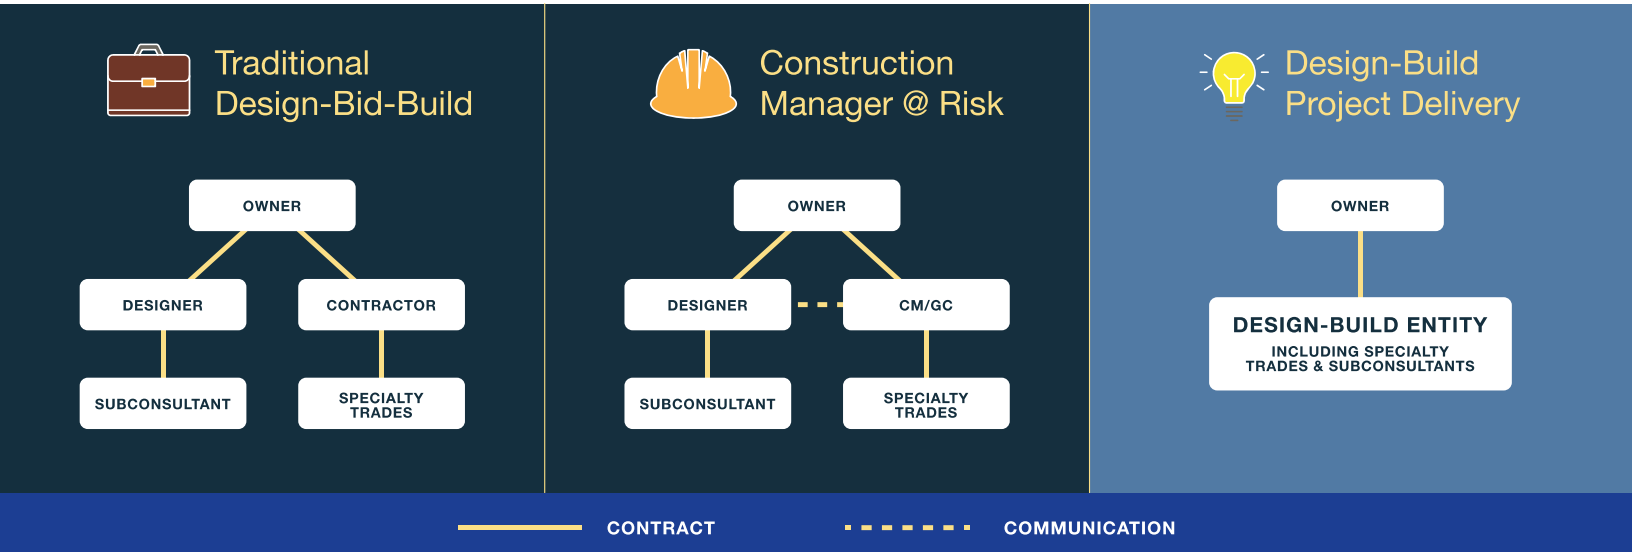 Traditional
Design-Bid-Build
OWNER
DESIGNER
CONTRACTOR
SUBCONSULTANT
SPECIALTY
TRADES
Construction
Manager @ Risk
OWNER
DESIGNER
CM/GC
SUBCONSULTANT
SPECIALTY
TRADES
Design-Build
Project Delivery
OWNER
DESIGN-BUILD ENTITY
INCLUDING SPECIALTY
TRADES & SUBCONSULTANTS
CONTRACT
COMMUNICATION